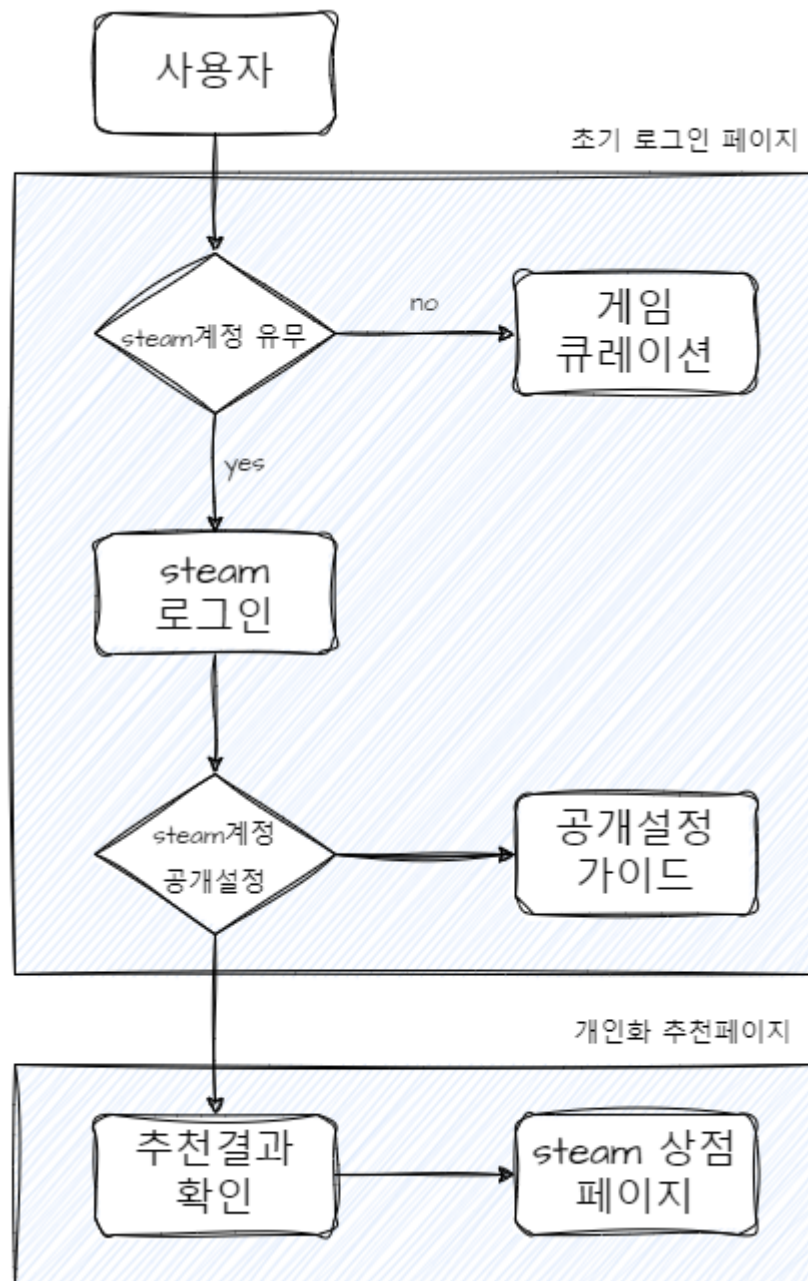 사용자
초기 로그인 페이지
steam계정 유무
no
게임
큐레이션
yes
steam
로그인
steam계정
공개설정
공개설정
가이드
개인화 추천페이지
추천결과
확인
steam 상점
페이지